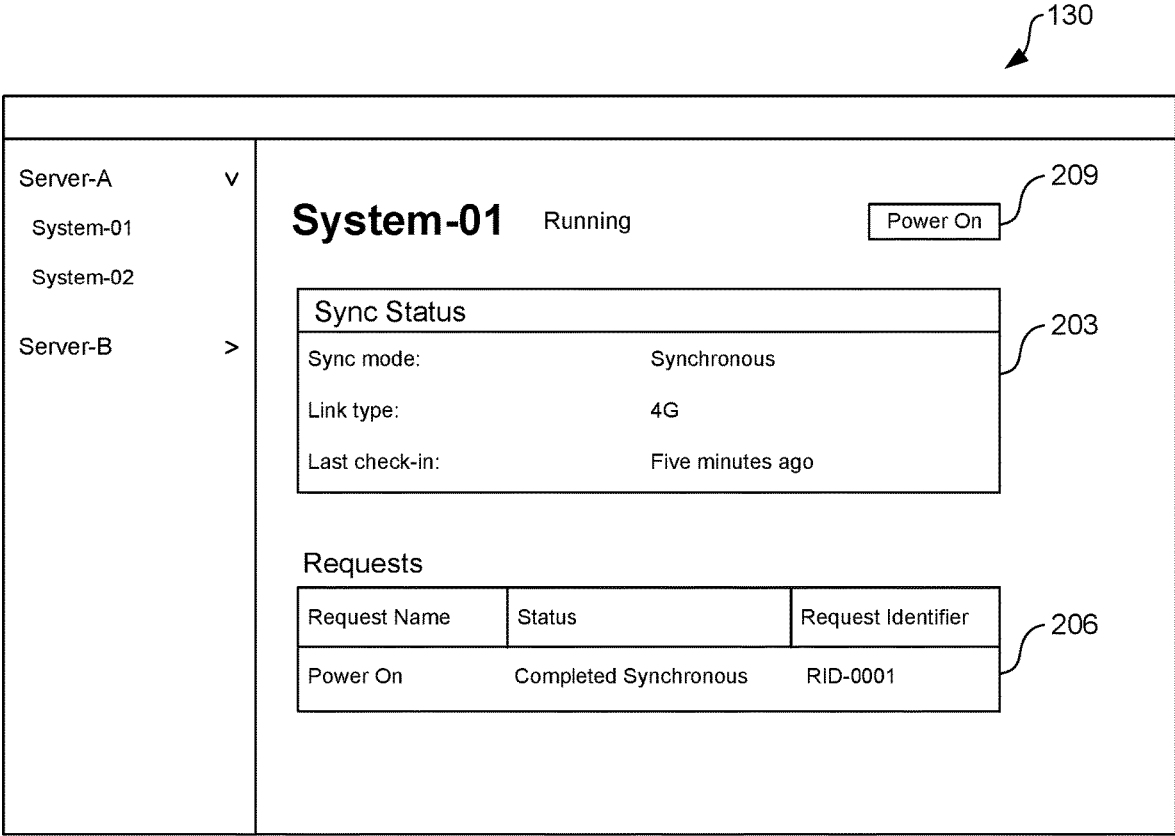 130
Server-A v
System-01
System-02
Server-B >
System-01 Running Power On 209
Sync Status 203
Sync mode: Synchronous
Link type: 4G
Last check-in: Five minutes ago
Requests
Request Name Status Request Identifier 206
Power On Completed Synchronous RID-0001